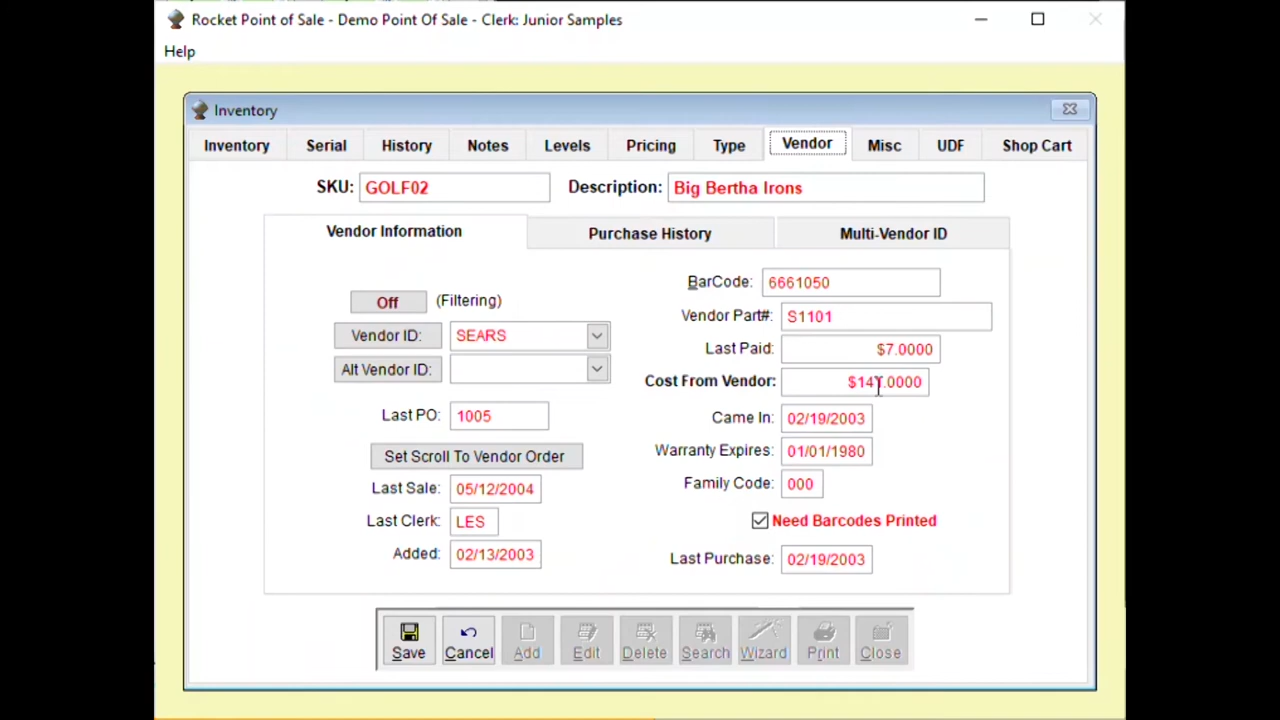 Rocket Point of Sale - Demo Point Of Sale - Clerk: Junior Samples
Help
Inventory
Inventory Serial History Notes Levels Pricing Type Vendor Misc UDF Shop Cart
SKU: GOLF02 Description: Big Bertha Irons
Vendor Information Purchase History Multi-Vendor ID
BarCode: 6661050
Off (Filtering)
Vendor Part#: S1101
Vendor ID: SEARS
Last Paid: $7.0000
Alt Vendor ID:
Cost From Vendor:
Last PO: 1005
Came In: 02/19/2003
Set Scroll To Vendor Order
Warranty Expires: 01/01/1980
Last Sale: 05/12/2004
Family Code: 000
Last Clerk: LES
Need Barcodes Printed
Added: 02/13/2003
Last Purchase: 02/19/2003
Save Cancel Add Edit Delete Search Wizard Print Close